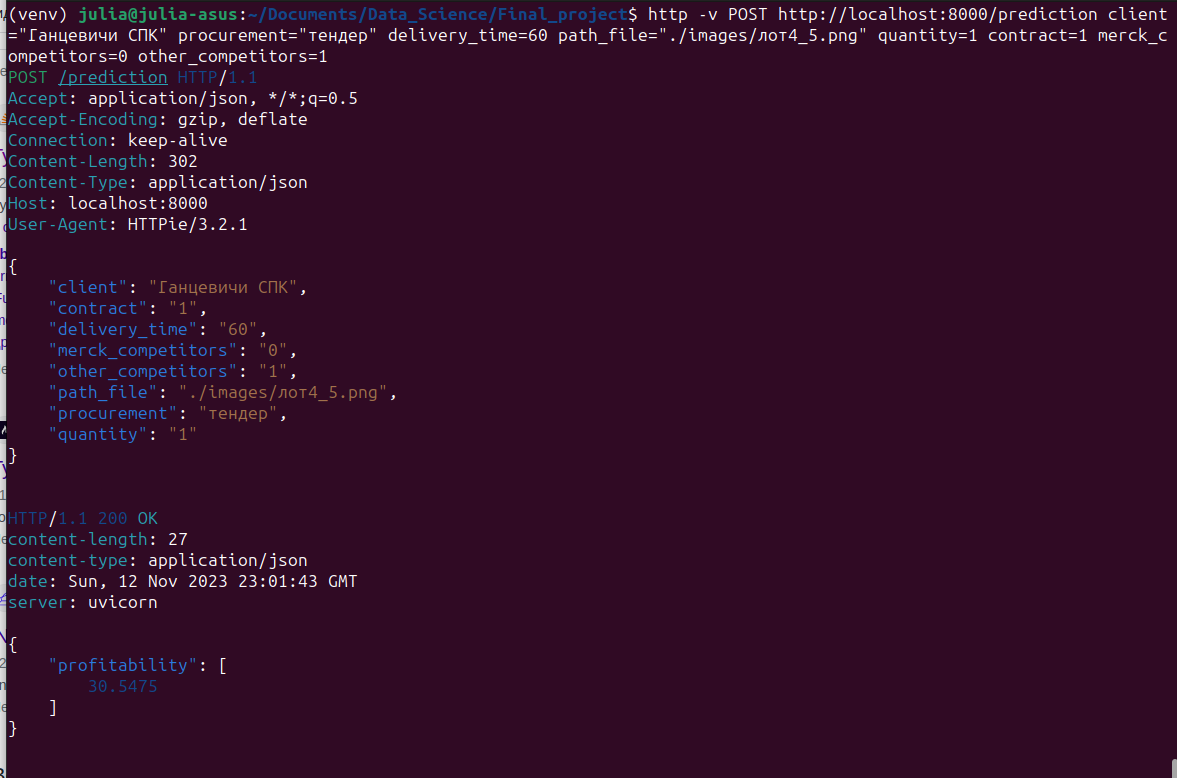 (venv) julia@julia-asus:~/Documents/Data_Science/Final_project$ http -v POST http://localhost:8000/prediction client
="Ганцевичи СПК" procurement="тендер" delivery_time=60 path_file="./images/лот4_5.png" quantity=1 contract=1 merck_c
ompetitors=0 other_competitors=1
POST /prediction HTTP/1.1
Accept: application/json, */*;q=0.5
Accept-Encoding: gzip, deflate
Connection: keep-alive
Content-Length: 302
Content-Type: application/json
Host: localhost:8000
User-Agent: HTTPie/3.2.1
{
    "client": "Ганцевичи СПК",
    "contract": "1",
    "delivery_time": "60",
    "merck_competitors": "0",
    "other_competitors": "1",
    "path_file": "./images/лот4_5.png",
    "procurement": "тендер",
    "quantity": "1"
}
HTTP/1.1 200 OK
content-length: 27
content-type: application/json
date: Sun, 12 Nov 2023 23:01:43 GMT
server: uvicorn
{
    "profitability": [
        30.5475
    ]
}